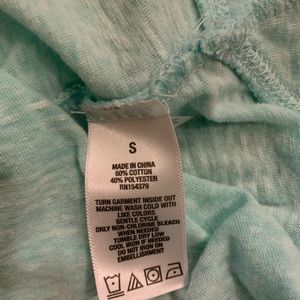 S
MADE IN CHINA
60% COTTON
40% POLYESTER
RN154379
TURN GARMENT INSIDE OUT
MACHINE WASH COLD WITH
LIKE COLORS
GENTLE CYCLE
ONLY NON-CHLORINE BLEACH
WHEN NEEDED
TUMBLE DRY LOW
COOL IRON IF NEEDED
DO NOT IRON ON
EMBELLISHMENT